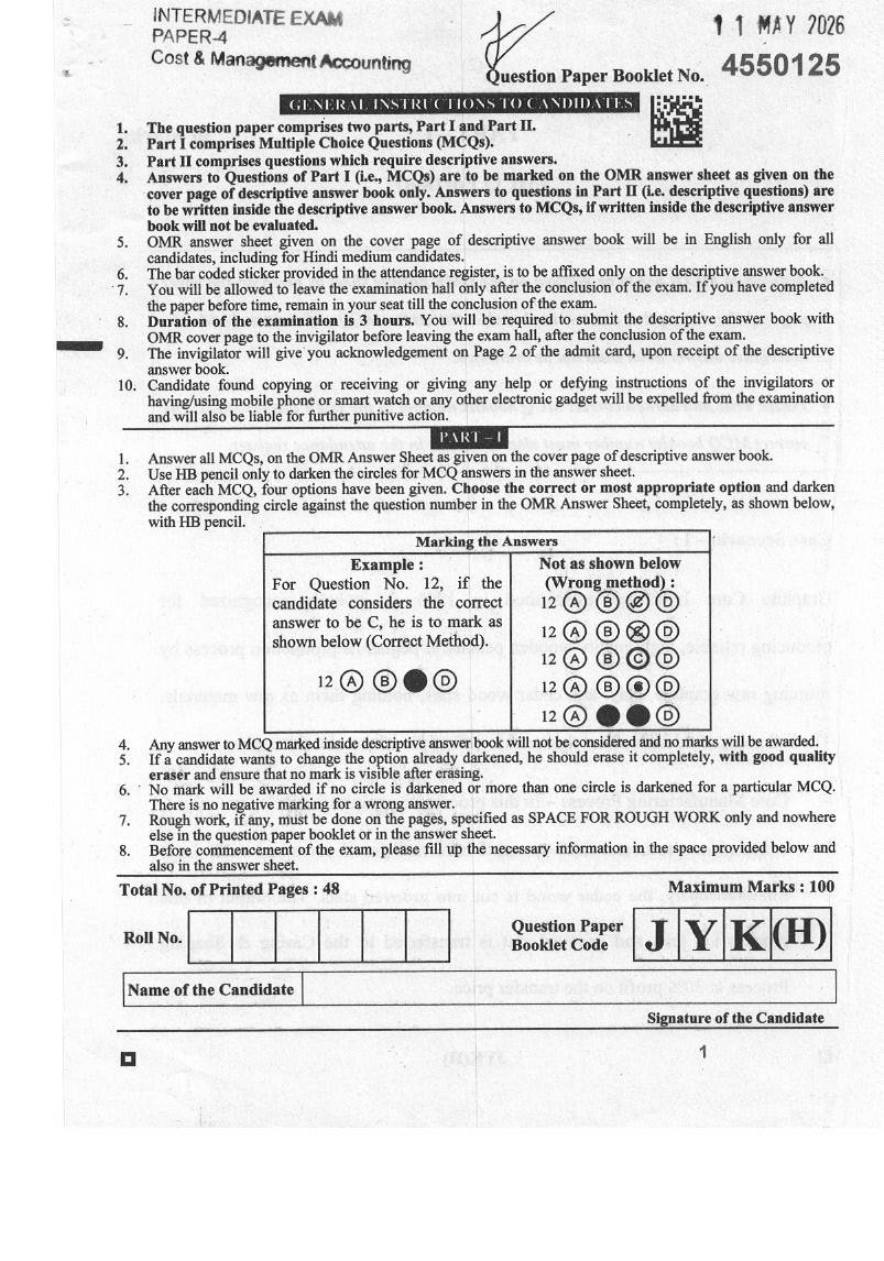 INTERMEDIATE EXAM
PAPER-4
Cost & Management Accounting
1 1 MAY 2026
Question Paper Booklet No. 4550125
GENERAL INSTRUCTIONS TO CANDIDATES
1. The question paper comprises two parts, Part I and Part II.
2. Part I comprises Multiple Choice Questions (MCQs).
3. Part II comprises questions which require descriptive answers.
4. Answers to Questions of Part I (i.e., MCQs) are to be marked on the OMR answer sheet as given on the
cover page of descriptive answer book only. Answers to questions in Part II (i.e. descriptive questions) are
to be written inside the descriptive answer book. Answers to MCQs, if written inside the descriptive answer
book will not be evaluated.
5. OMR answer sheet given on the cover page of descriptive answer book will be in English only for all
candidates, including for Hindi medium candidates.
6. The bar coded sticker provided in the attendance register, is to be affixed only on the descriptive answer book.
7. You will be allowed to leave the examination hall only after the conclusion of the exam. If you have completed
the paper before time, remain in your seat till the conclusion of the exam.
8. Duration of the examination is 3 hours. You will be required to submit the descriptive answer book with
OMR cover page to the invigilator before leaving the exam hall, after the conclusion of the exam.
9. The invigilator will give you acknowledgement on Page 2 of the admit card, upon receipt of the descriptive
answer book.
10. Candidate found copying or receiving or giving any help or defying instructions of the invigilators or
having/using mobile phone or smart watch or any other electronic gadget will be expelled from the examination
and will also be liable for further punitive action.
PART – I
1. Answer all MCQs, on the OMR Answer Sheet as given on the cover page of descriptive answer book.
2. Use HB pencil only to darken the circles for MCQ answers in the answer sheet.
3. After each MCQ, four options have been given. Choose the correct or most appropriate option and darken
the corresponding circle against the question number in the OMR Answer Sheet, completely, as shown below,
with HB pencil.
Marking the Answers
Example :
For Question No. 12, if the
candidate considers the correct
answer to be C, he is to mark as
shown below (Correct Method).
12 A B D
Not as shown below
(Wrong method) :
12 A B C D
12 A B C D
12 A B C D
12 A B D
12 A D
4. Any answer to MCQ marked inside descriptive answer book will not be considered and no marks will be awarded.
5. If a candidate wants to change the option already darkened, he should erase it completely, with good quality
eraser and ensure that no mark is visible after erasing.
6. No mark will be awarded if no circle is darkened or more than one circle is darkened for a particular MCQ.
There is no negative marking for a wrong answer.
7. Rough work, if any, must be done on the pages, specified as SPACE FOR ROUGH WORK only and nowhere
else in the question paper booklet or in the answer sheet.
8. Before commencement of the exam, please fill up the necessary information in the space provided below and
also in the answer sheet.
Total No. of Printed Pages : 48
Maximum Marks : 100
Roll No.
Question Paper
Booklet Code
J Y K (H)
Name of the Candidate
Signature of the Candidate
1